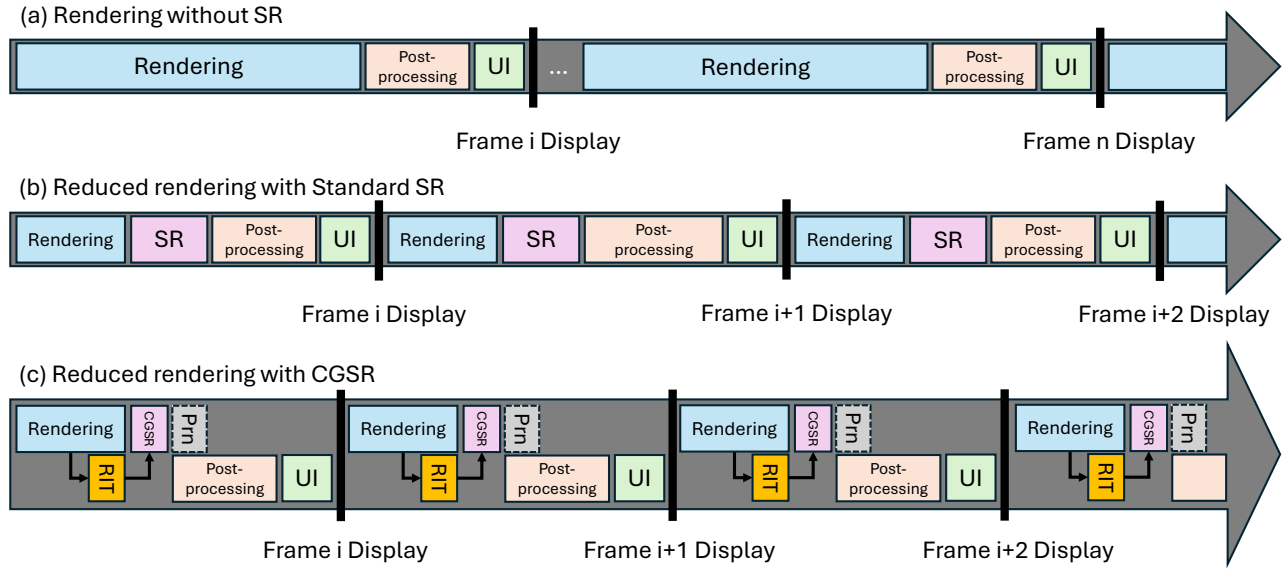 (a) Rendering without SR
Rendering
Post-
processing
UI
...
Rendering
Post-
processing
UI
Frame i Display
Frame n Display
(b) Reduced rendering with Standard SR
Rendering
SR
Post-
processing
UI
Rendering
SR
Post-
processing
UI
Rendering
SR
Post-
processing
UI
Frame i Display
Frame i+1 Display
Frame i+2 Display
(c) Reduced rendering with CGSR
Rendering
RIT
CGSR
Prn
Post-
processing
UI
Rendering
RIT
CGSR
Prn
Post-
processing
UI
Rendering
RIT
CGSR
Prn
Post-
processing
UI
Rendering
RIT
CGSR
Prn
Frame i Display
Frame i+1 Display
Frame i+2 Display